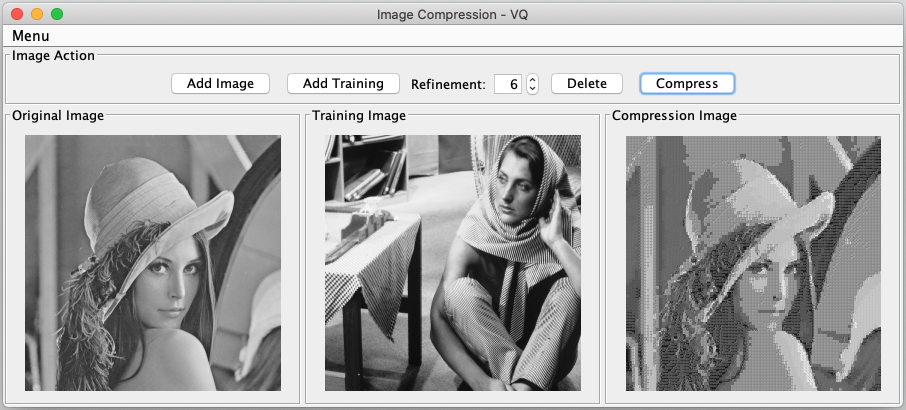 Image Compression - VQ
Menu
Image Action
Add Image Add Training Refinement: 6 Delete Compress
Original Image Training Image Compression Image